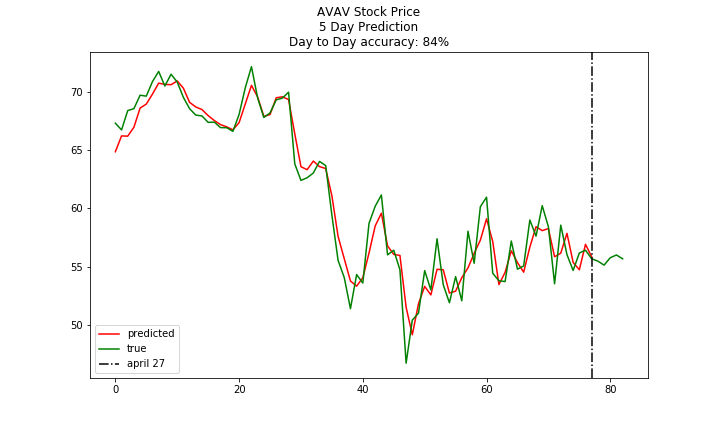 AVAV Stock Price
5 Day Prediction
Day to Day accuracy: 84%
70
65
60
55
50
predicted
true
april 27
0 20 40 60 80